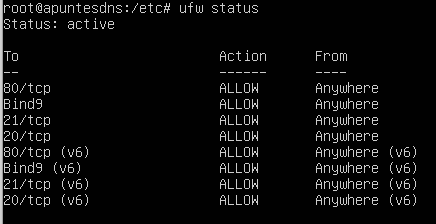 root@apuntesdns:/etc# ufw status
Status: active
To Action From
-- ------ ----
80/tcp ALLOW Anywhere
Bind9 ALLOW Anywhere
21/tcp ALLOW Anywhere
20/tcp ALLOW Anywhere
80/tcp (v6) ALLOW Anywhere (v6)
Bind9 (v6) ALLOW Anywhere (v6)
21/tcp (v6) ALLOW Anywhere (v6)
20/tcp (v6) ALLOW Anywhere (v6)